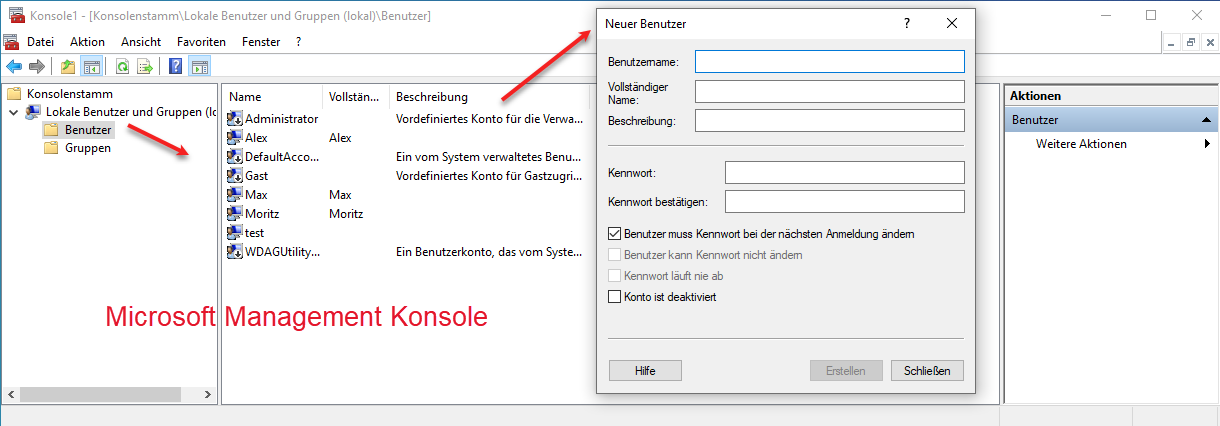 Konsole1 - [Konsolenstamm\Lokale Benutzer und Gruppen (lokal)\Benutzer]
Datei Aktion Ansicht Favoriten Fenster ?
Konsolenstamm
Lokale Benutzer und Gruppen (lo
Benutzer
Gruppen
Name Vollstän... Beschreibung
Administrator Vordefiniertes Konto für die Verwa...
Alex Alex
DefaultAcco... Ein vom System verwaltetes Benu...
Gast Vordefiniertes Konto für Gastzugri...
Max Max
Moritz Moritz
test
WDAGUtility... Ein Benutzerkonto, das vom Syste...
Microsoft Management Konsole
Neuer Benutzer ?
Benutzername:
Vollständiger
Name:
Beschreibung:
Kennwort:
Kennwort bestätigen:
Benutzer muss Kennwort bei der nächsten Anmeldung ändern
Benutzer kann Kennwort nicht ändern
Kennwort läuft nie ab
Konto ist deaktiviert
Hilfe Erstellen Schließen
Aktionen
Benutzer
Weitere Aktionen